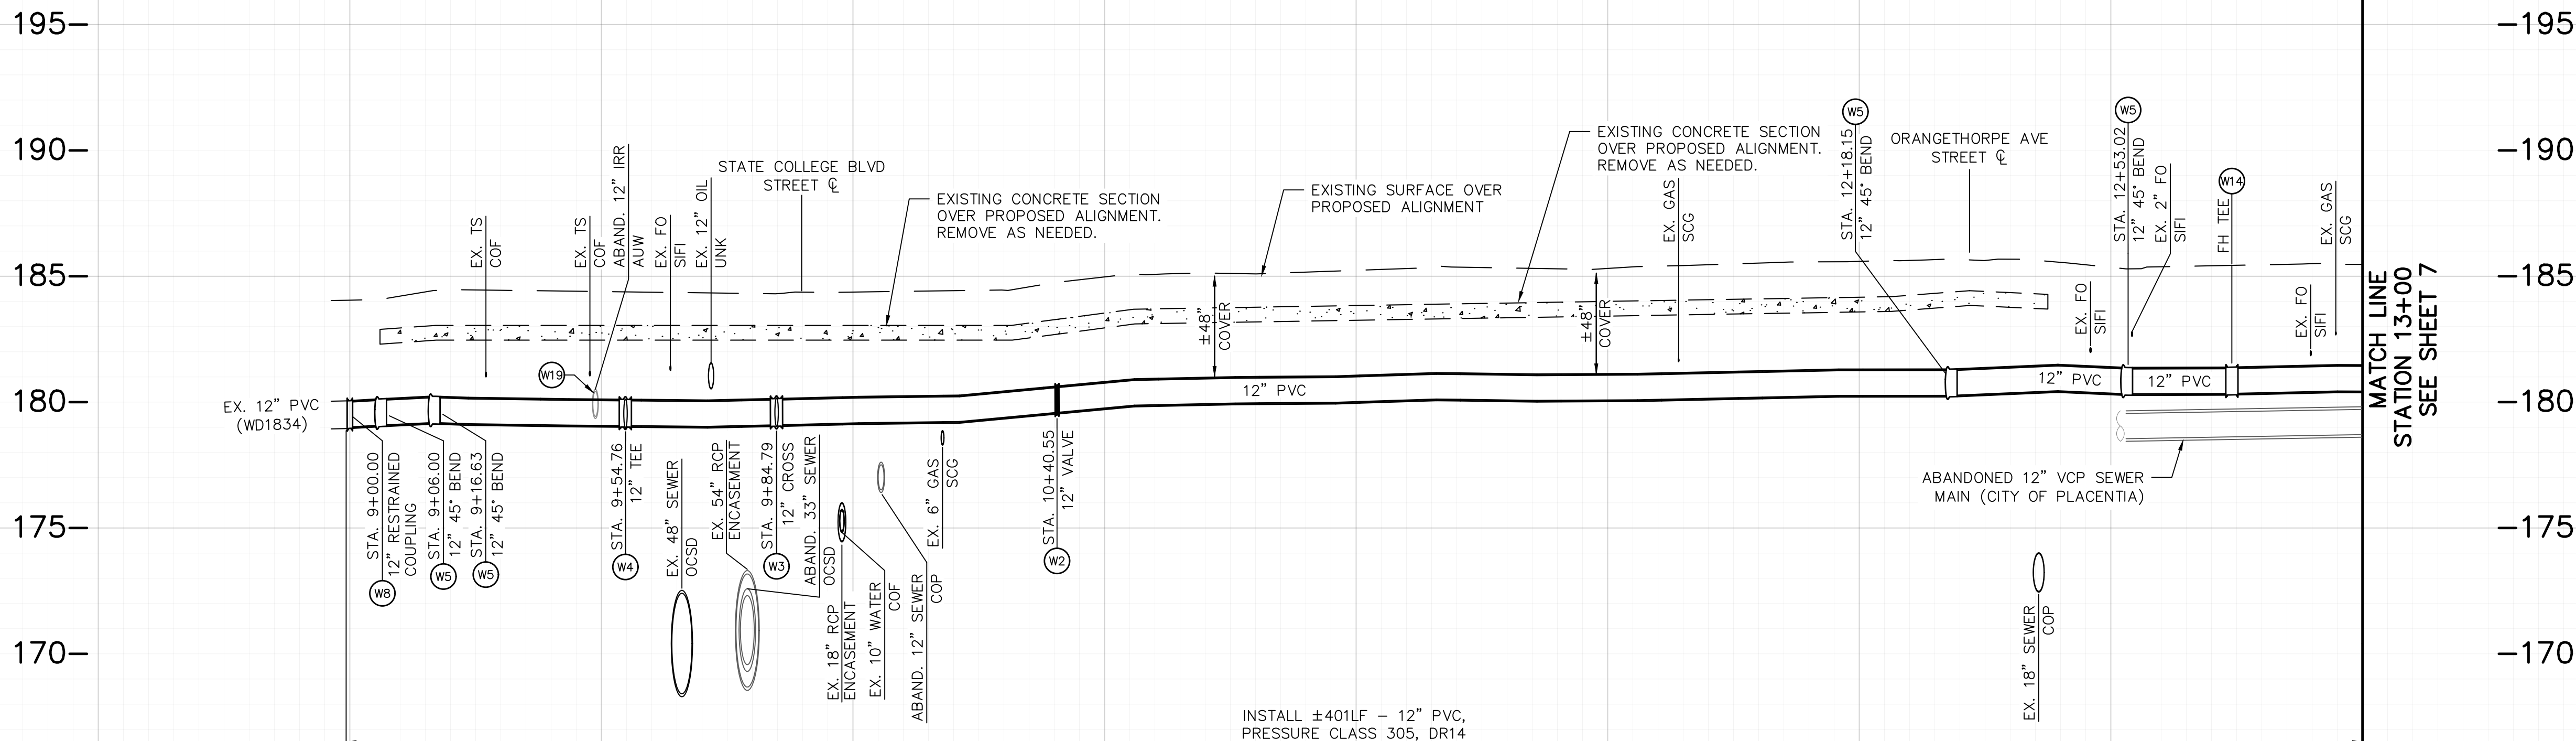 195
190
185
180
175
170
EX. 12" PVC
(WD1834)
EX. TS
COF
EX. TS
COF
ABAND. 12" IRR
AUW
EX. FO
SIFI
EX. 12" OIL
UNK
STATE COLLEGE BLVD
STREET ℄
EXISTING CONCRETE SECTION
OVER PROPOSED ALIGNMENT.
REMOVE AS NEEDED.
EXISTING SURFACE OVER
PROPOSED ALIGNMENT
EXISTING CONCRETE SECTION
OVER PROPOSED ALIGNMENT.
REMOVE AS NEEDED.
EX. GAS
SCG
W5
STA. 12+18.15
12" 45° BEND
ORANGETHORPE AVE
STREET ℄
W5
STA. 12+53.02
12" 45° BEND
EX. 2" FO
SIFI
W14
FH TEE
EX. GAS
SCG
EX. FO
SIFI
EX. FO
SIFI
±48"
COVER
±48"
COVER
W19
12" PVC
12" PVC
12" PVC
STA. 9+00.00
12" RESTRAINED
COUPLING
W8
STA. 9+06.00
12" 45° BEND
W5
STA. 9+16.63
12" 45° BEND
W5
STA. 9+54.76
12" TEE
W4
EX. 48" SEWER
OCSD
EX. 54" RCP
ENCASEMENT
STA. 9+84.79
12" CROSS
W3
ABAND. 33" SEWER
OCSD
EX. 18" RCP
ENCASEMENT
EX. 10" WATER
COF
ABAND. 12" SEWER
COP
EX. 6" GAS
SCG
STA. 10+40.55
12" VALVE
W2
ABANDONED 12" VCP SEWER
MAIN (CITY OF PLACENTIA)
EX. 18" SEWER
COP
INSTALL ±401LF – 12" PVC,
PRESSURE CLASS 305, DR14
MATCH LINE
STATION 13+00
SEE SHEET 7
195
190
185
180
175
170